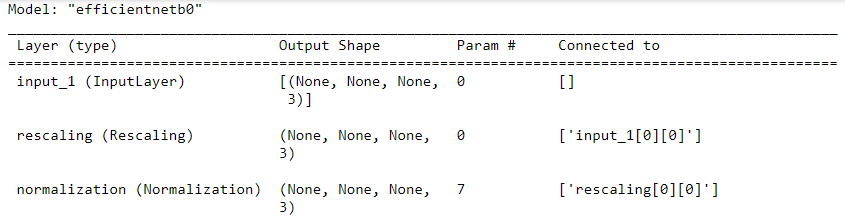 Model: "efficientnetb0"
__________________________________________________________________________________________________
Layer (type) Output Shape Param # Connected to
==================================================================================================
input_1 (InputLayer) [(None, None, None, 0 []
3)]
rescaling (Rescaling) (None, None, None, 0 ['input_1[0][0]']
3)
normalization (Normalization) (None, None, None, 7 ['rescaling[0][0]']
3)